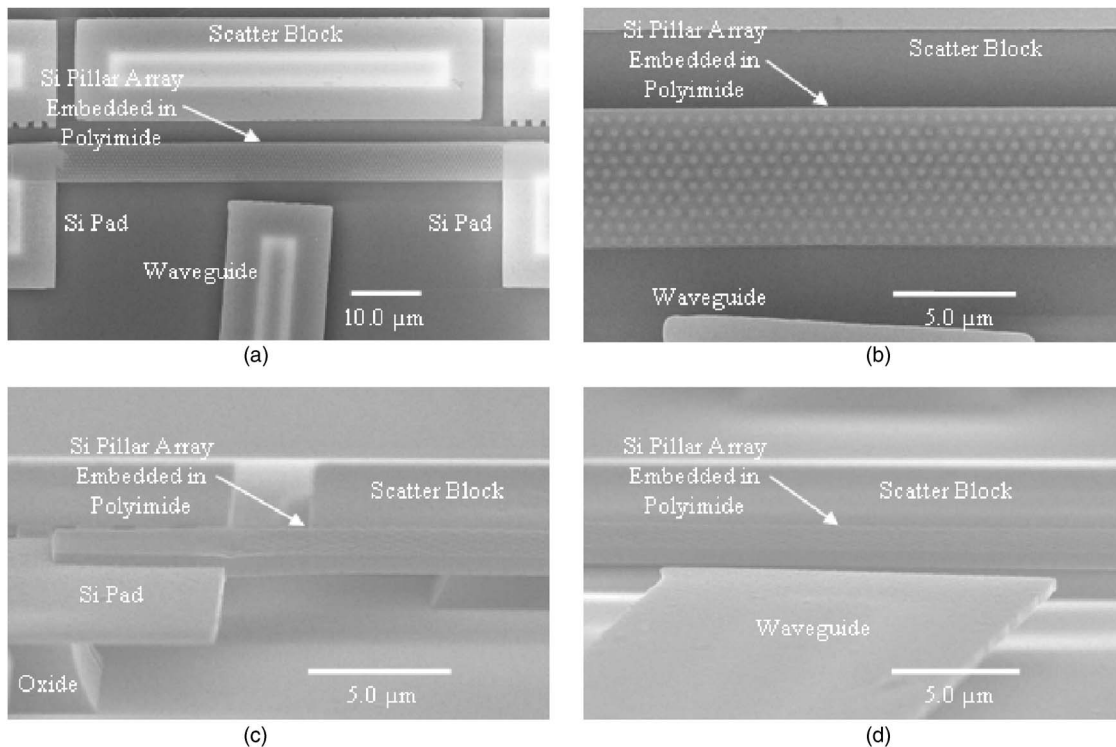 Scatter Block
Si Pillar Array
Embedded in
Polyimide
Si Pad
Si Pad
Waveguide
10.0 µm
(a)
Si Pillar Array
Embedded in
Polyimide
Scatter Block
Waveguide
5.0 µm
(b)
Si Pillar Array
Embedded in
Polyimide
Scatter Block
Si Pad
Oxide
5.0 µm
(c)
Si Pillar Array
Embedded in
Polyimide
Scatter Block
Waveguide
5.0 µm
(d)